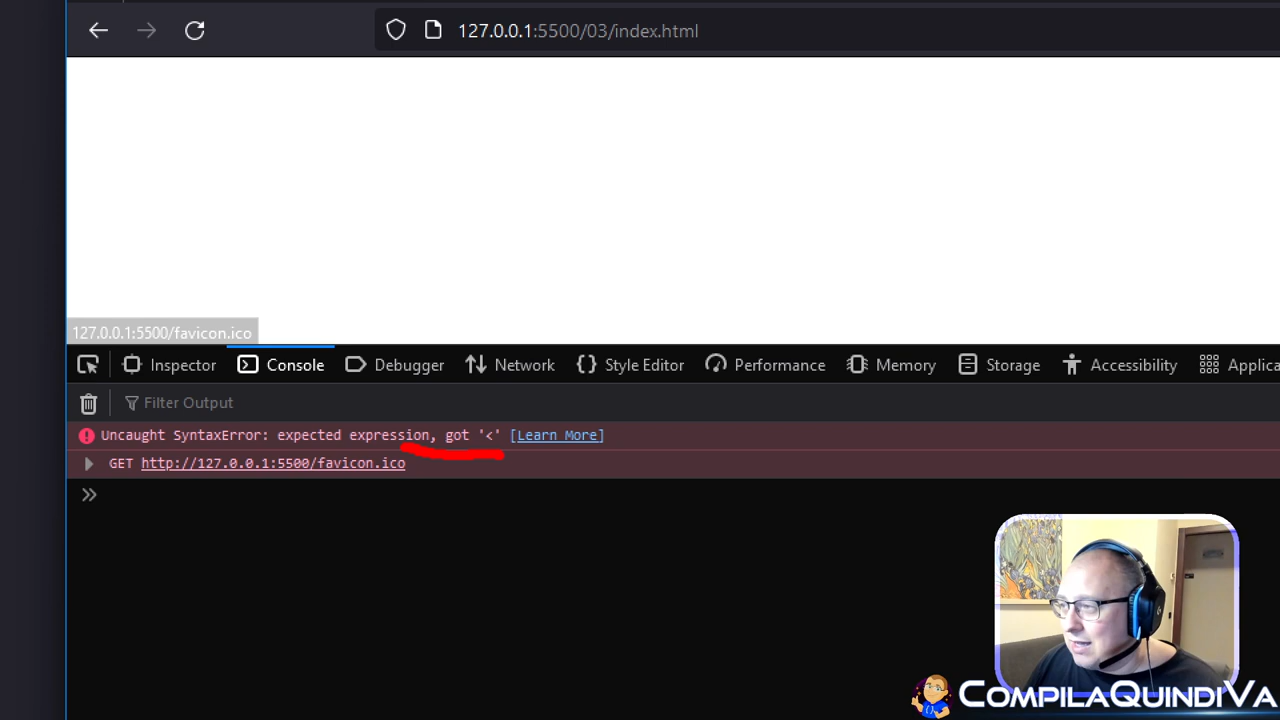 127.0.0.1:5500/03/index.html
127.0.0.1:5500/favicon.ico
Inspector Console Debugger Network {} Style Editor Performance Memory Storage Accessibility Applica
Filter Output
Uncaught SyntaxError: expected expression, got '<' [Learn More]
GET http://127.0.0.1:5500/favicon.ico
COMPILAQUINDIVA